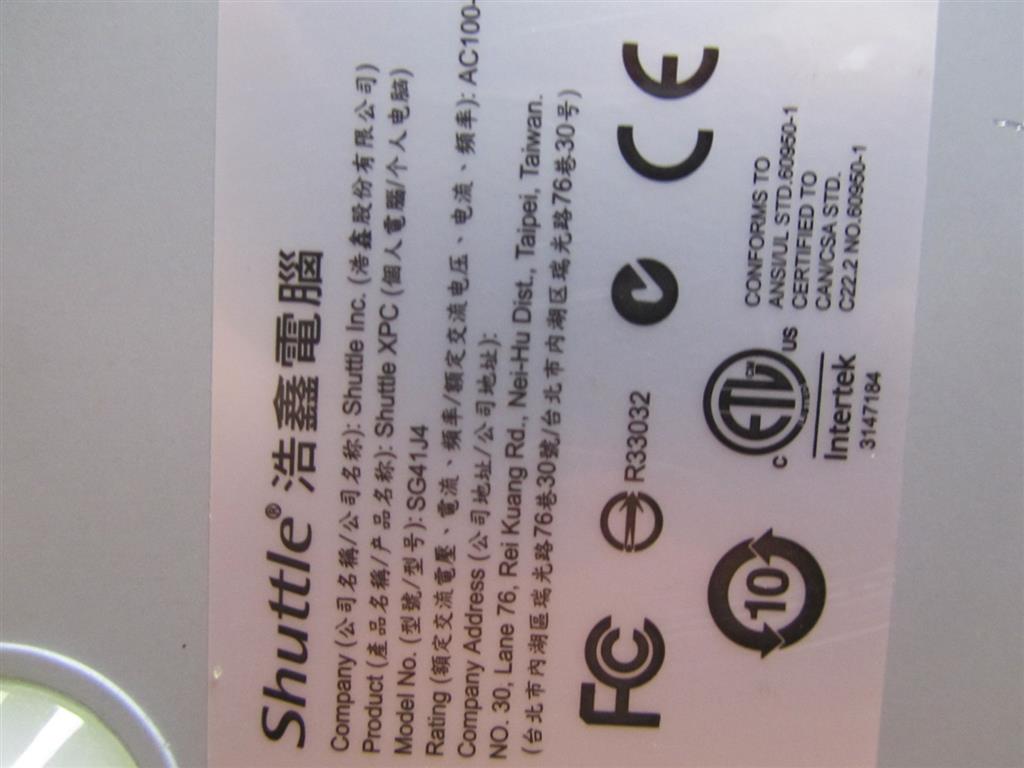 Shuttle® 浩鑫電腦
Company (公司名稱/公司名称): Shuttle Inc. (浩鑫股份有限公司)
Product (產品名稱/产品名称): Shuttle XPC (個人電腦/个人电脑)
Model No. (型號/型号): SG41J4
Rating (額定交流電壓、電流、頻率/額定交流电压、电流、頻率): AC100-
Company Address (公司地址/公司地址):
NO. 30, Lane 76, Rei Kuang Rd., Nei-Hu Dist., Taipei, Taiwan.
(台北市內湖區瑞光路76巷30號/台北市内湖区瑞光路76巷30号)
FC R33032 CE
10
C ETL CM US
LISTED
Intertek
3147184
CONFORMS TO
ANSI/UL STD.60950-1
CERTIFIED TO
CAN/CSA STD.
C22.2 NO.60950-1